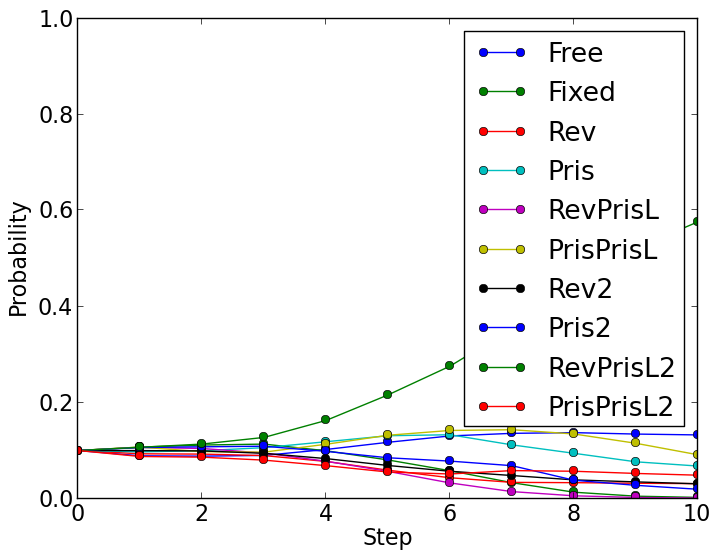 1.0
0.8
0.6
0.4
0.2
0.0
Probability
0
2
4
6
8
10
Step
Free
Fixed
Rev
Pris
RevPrisL
PrisPrisL
Rev2
Pris2
RevPrisL2
PrisPrisL2